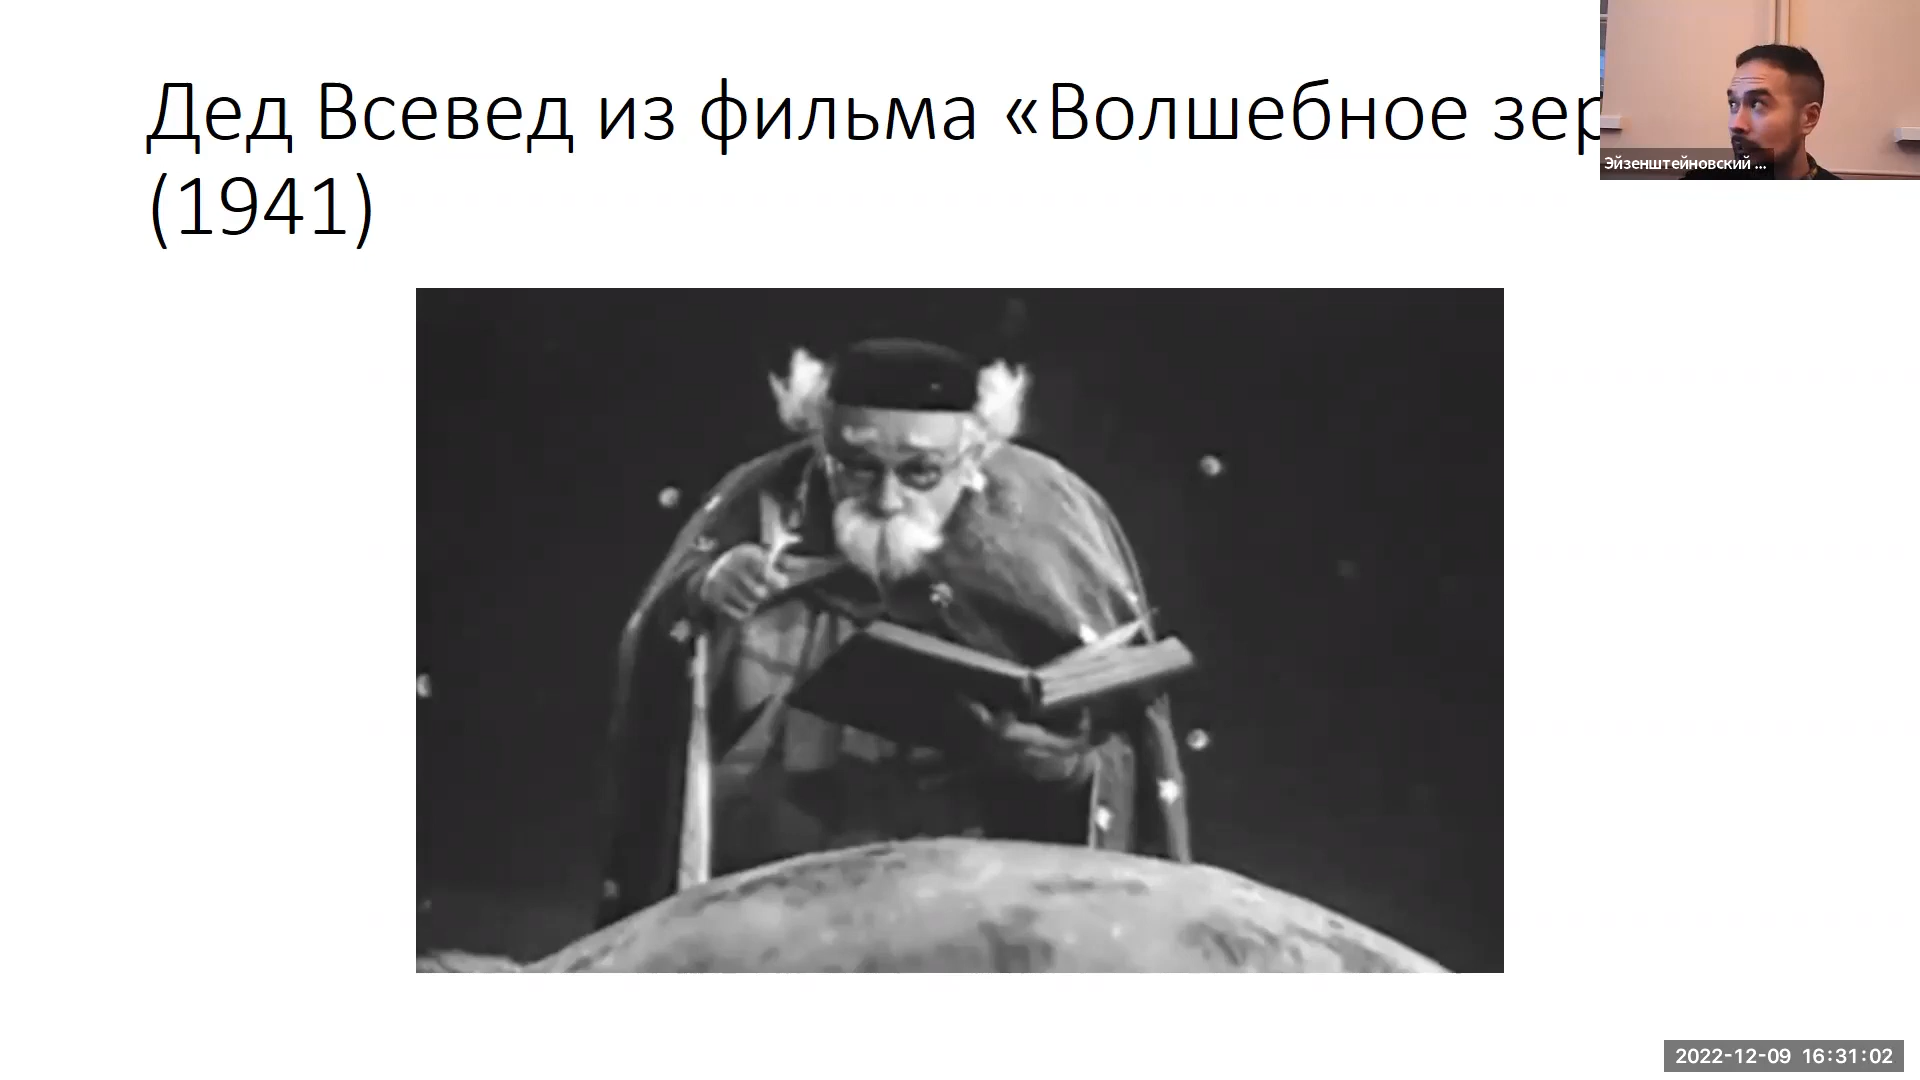 Дед Всевед из фильма «Волшебное зер
(1941)
Эйзенштейновский ...
2022-12-09 16:31:02